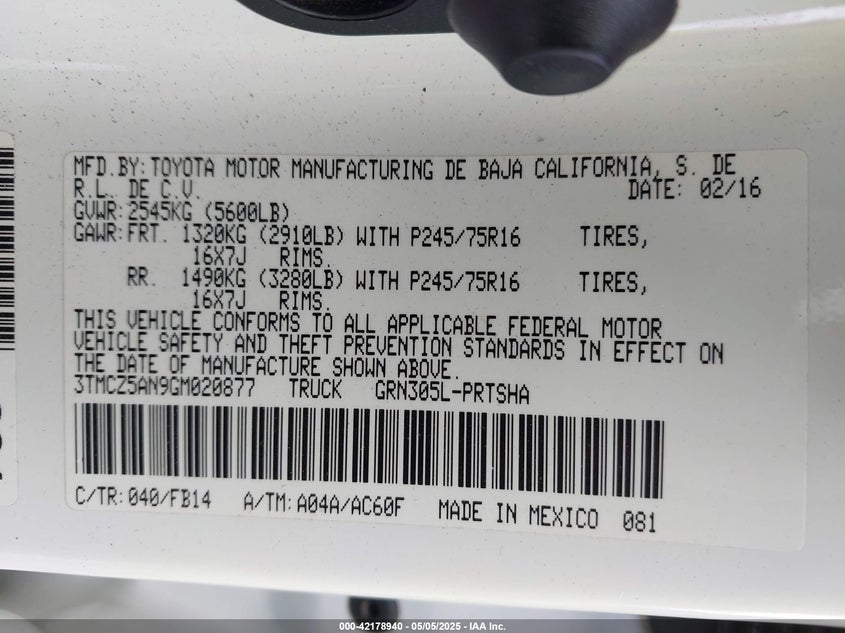 MFD.BY:TOYOTA MOTOR MANUFACTURING DE BAJA CALIFORNIA, S. DE
R.L. DE C.V. DATE: 02/16
GVWR:2545KG (5600LB)
GAWR:FRT. 1320KG (2910LB) WITH P245/75R16 TIRES,
16X7J RIMS.
RR. 1490KG (3280LB) WITH P245/75R16 TIRES,
16X7J RIMS.
THIS VEHICLE CONFORMS TO ALL APPLICABLE FEDERAL MOTOR
VEHICLE SAFETY AND THEFT PREVENTION STANDARDS IN EFFECT ON
THE DATE OF MANUFACTURE SHOWN ABOVE.
3TMCZ5AN9GM020877 TRUCK GRN305L-PRTSHA
C/TR:040/FB14 A/TM:A04A/AC60F MADE IN MEXICO 081
000-42178940 - 05/05/2025 - IAA Inc.